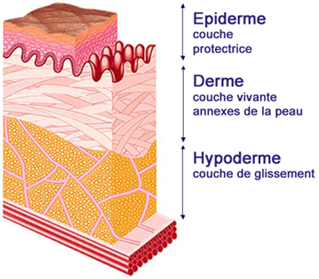 Epiderme
couche
protectrice
Derme
couche vivante
annexes de la peau
Hypoderme
couche de glissement